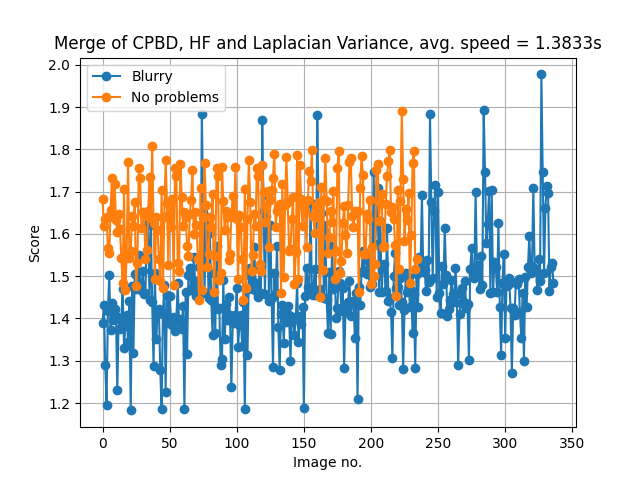 Merge of CPBD, HF and Laplacian Variance, avg. speed = 1.3833s
Blurry
No problems
Score
2.0
1.9
1.8
1.7
1.6
1.5
1.4
1.3
1.2
0 50 100 150 200 250 300 350
Image no.